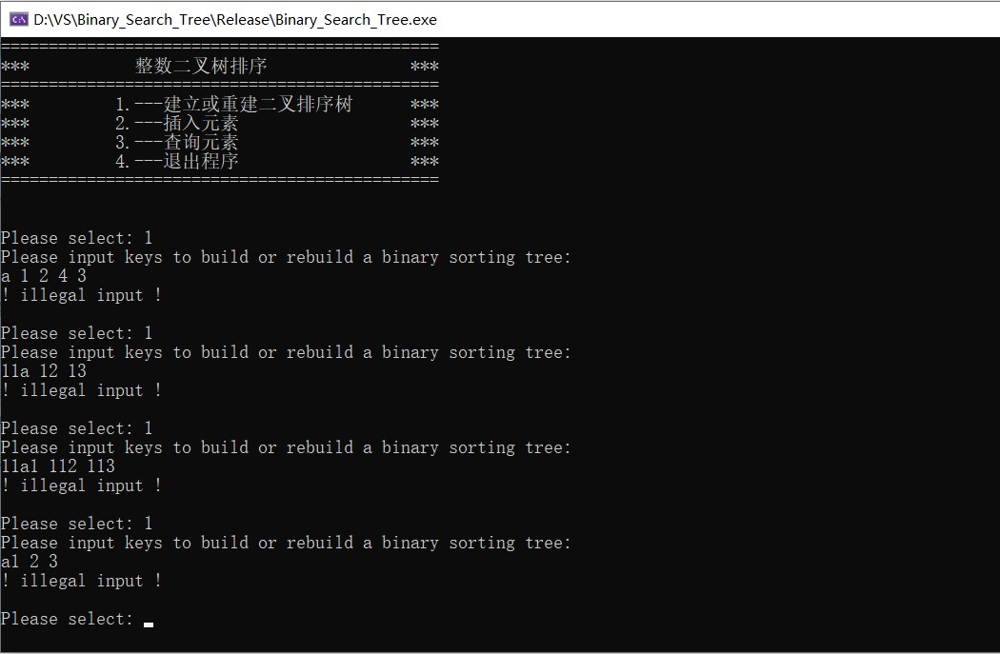 D:\VS\Binary_Search_Tree\Release\Binary_Search_Tree.exe
==============================================
***           整数二叉树排序               ***
==============================================
***         1.---建立或重建二叉排序树      ***
***         2.---插入元素                  ***
***         3.---查询元素                  ***
***         4.---退出程序                  ***
==============================================
Please select: 1
Please input keys to build or rebuild a binary sorting tree:
a 1 2 4 3
! illegal input !
Please select: 1
Please input keys to build or rebuild a binary sorting tree:
11a 12 13
! illegal input !
Please select: 1
Please input keys to build or rebuild a binary sorting tree:
11a1 112 113
! illegal input !
Please select: 1
Please input keys to build or rebuild a binary sorting tree:
a1 2 3
! illegal input !
Please select: